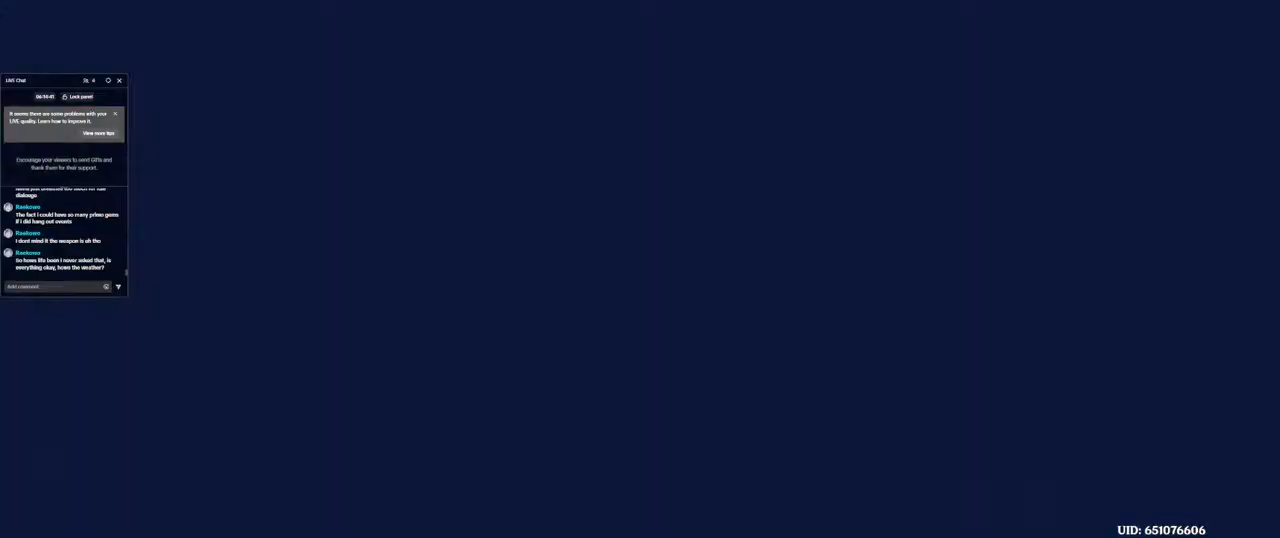 LIVE Chat
4
04:14:41 Lock panel
It seems there are some problems with your
LIVE quality. Learn how to improve it.
View more tips
Encourage your viewers to send Gifts and
thank them for their support.
dialouge
Raekowo
The fact I could have so many primo gems
if I did hang out events
Raekowo
I dont mind it the weapon is eh tho
Raekowo
So hows life been I never asked that, is
everything okay, hows the weather?
Add comment
UID: 651076606